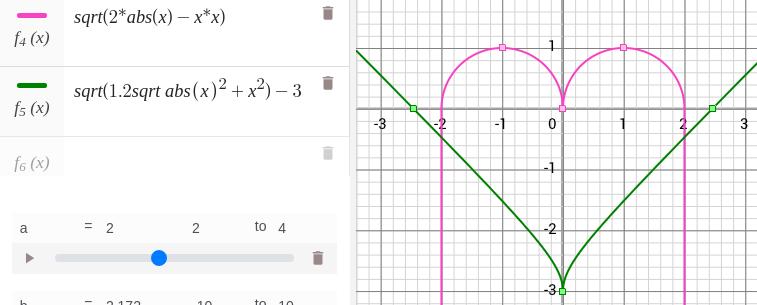 sqrt(2*abs(x) − x*x)
f4 (x)
sqrt(1.2sqrt abs(x)² + x²) − 3
f5 (x)
f6 (x)
a = 2 2 to 4
1
-3 -2 -1 0 1 2 3
-1
-2
-3